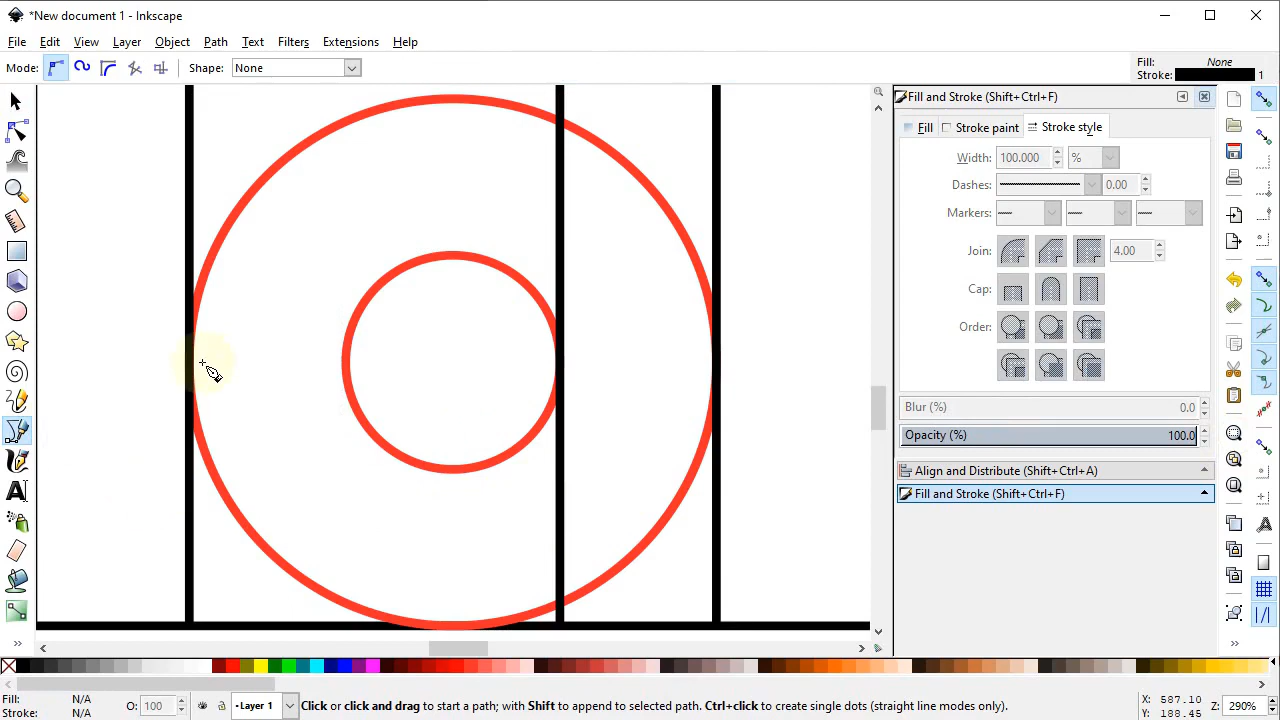 *New document 1 - Inkscape
File Edit View Layer Object Path Text Filters Extensions Help
Mode: Shape: None
Fill: None
Stroke: 1
Fill and Stroke (Shift+Ctrl+F)
Fill Stroke paint Stroke style
Width: 100.000 %
Dashes: 0.00
Markers:
Join: 4.00
Cap:
Order:
Blur (%) 0.0
Opacity (%) 100.0
Align and Distribute (Shift+Ctrl+A)
Fill and Stroke (Shift+Ctrl+F)
Fill: N/A
Stroke: N/A
O: 100
Layer 1
Click or click and drag to start a path; with Shift to append to selected path. Ctrl+click to create single dots (straight line modes only).
X: 587.10
Y: 188.45
Z: 290%